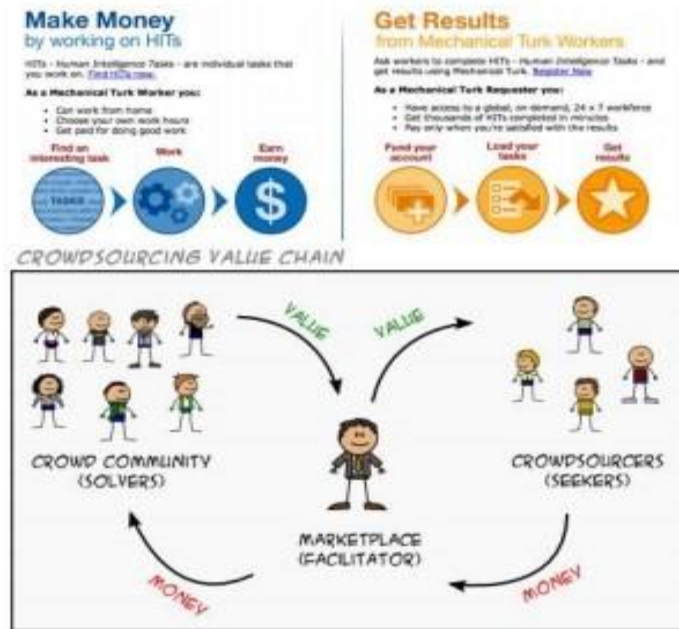 Make Money
by working on HITs
HITs - Human Intelligence Tasks - are individual tasks that
you work on. Find HITs now.
As a Mechanical Turk Worker you:
• Can work from home
• Choose your own work hours
• Get paid for doing good work
Find an
interesting task
Work
Earn
money
TASKS
$
Get Results
from Mechanical Turk Workers
Ask workers to complete HITs - Human Intelligence Tasks - and
get results using Mechanical Turk. Register Now
As a Mechanical Turk Requester you:
• Have access to a global, on demand, 24 x 7 workforce
• Get thousands of HITs completed in minutes
• Pay only when you're satisfied with the results
Fund your
account
Load your
tasks
Get
results
CROWDSOURCING VALUE CHAIN
VALUE
VALUE
CROWD COMMUNITY
(SOLVERS)
CROWDSOURCERS
(SEEKERS)
MARKETPLACE
(FACILITATOR)
MONEY
MONEY